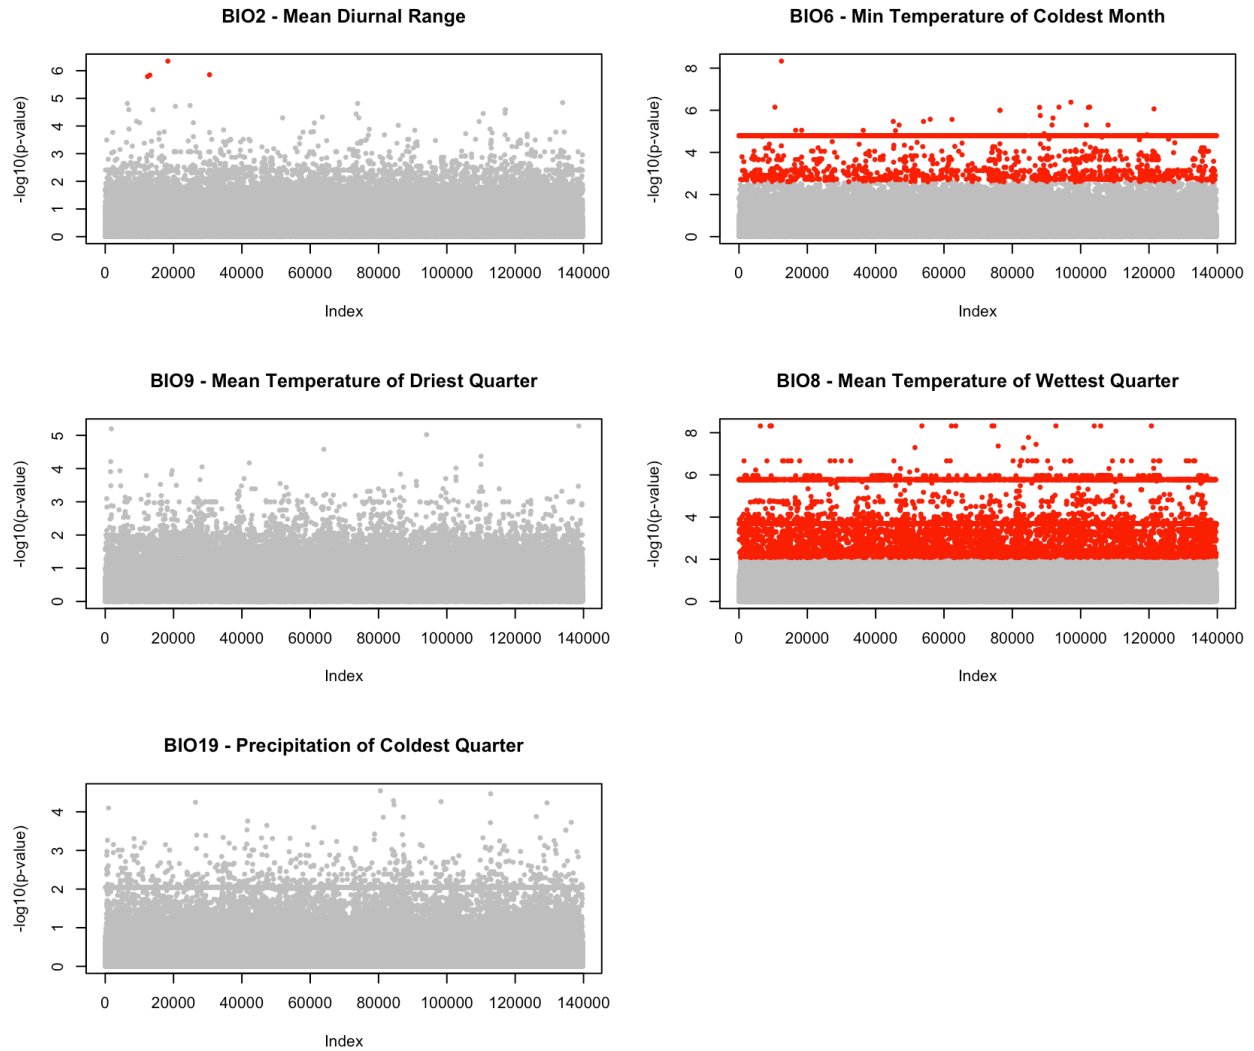 BIO2 - Mean Diurnal Range
-log10(p-value)
6
5
4
3
2
1
0
0 20000 40000 60000 80000 100000 120000 140000
Index
BIO6 - Min Temperature of Coldest Month
-log10(p-value)
8
6
4
2
0
0 20000 40000 60000 80000 100000 120000 140000
Index
BIO9 - Mean Temperature of Driest Quarter
-log10(p-value)
5
4
3
2
1
0
0 20000 40000 60000 80000 100000 120000 140000
Index
BIO8 - Mean Temperature of Wettest Quarter
-log10(p-value)
8
6
4
2
0
0 20000 40000 60000 80000 100000 120000 140000
Index
BIO19 - Precipitation of Coldest Quarter
-log10(p-value)
4
3
2
1
0
0 20000 40000 60000 80000 100000 120000 140000
Index